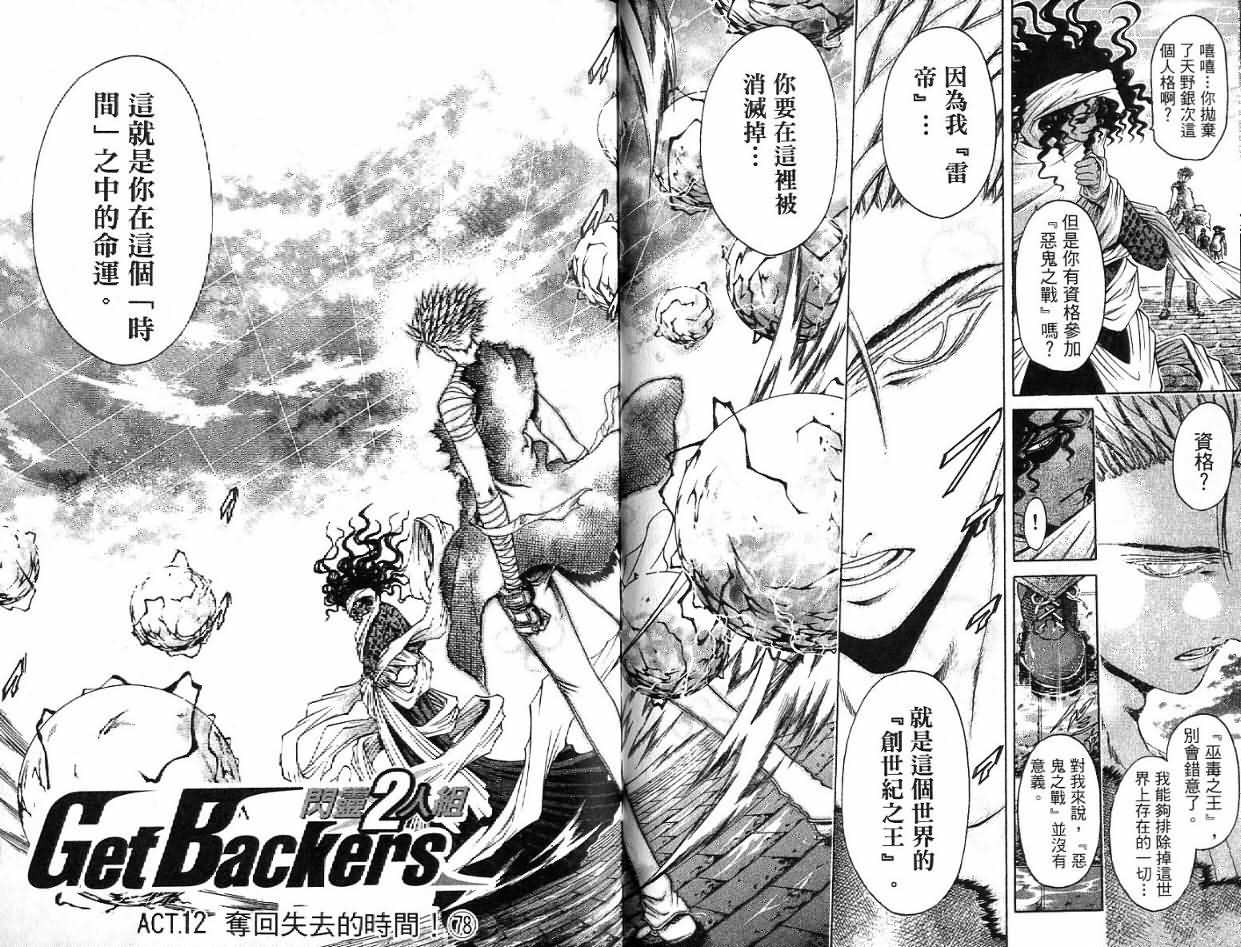 嘻嘻…你拋棄
了天野銀次這
個人格啊？
但是你有資格參加
『惡鬼之戰』嗎？
資格？
！
『巫毒之王』，
別會錯意了。
我能夠排除掉這世
界上存在的一切…
對我來說，『惡
鬼之戰』並沒有
意義。
因為我『雷
帝』…
就是這個世界的
『創世紀之王』。
你要在這裡被
消滅掉…
這就是你在這個「時
間」之中的命運。
閃靈2人組
GetBackers
ACT.12 奪回失去的時間！78